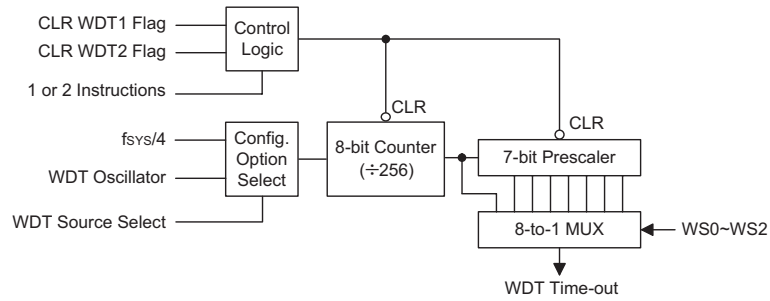 CLR WDT1 Flag
CLR WDT2 Flag
1 or 2 Instructions
Control
Logic
CLR
CLR
fSYS/4
WDT Oscillator
WDT Source Select
Config.
Option
Select
8-bit Counter
(÷256)
7-bit Prescaler
8-to-1 MUX
WS0~WS2
WDT Time-out